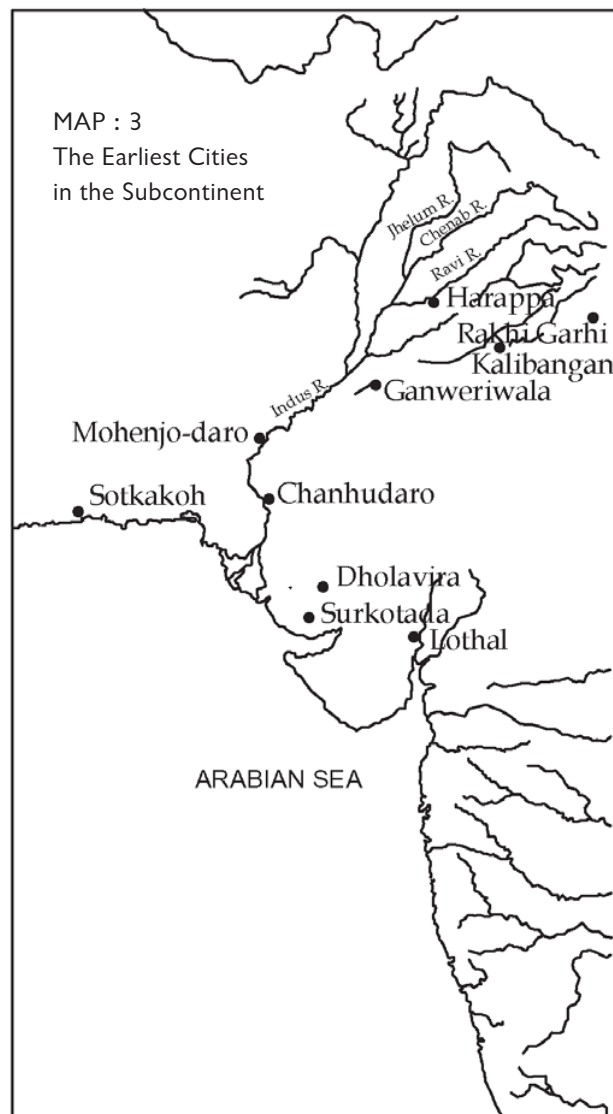 MAP : 3
The Earliest Cities
in the Subcontinent
Jhelum R.
Chenab R.
Ravi R.
Harappa
Rakhi Garhi
Kalibangan
Ganweriwala
Indus R.
Mohenjo-daro
Sotkakoh
Chanhudaro
Dholavira
Surkotada
Lothal
ARABIAN SEA